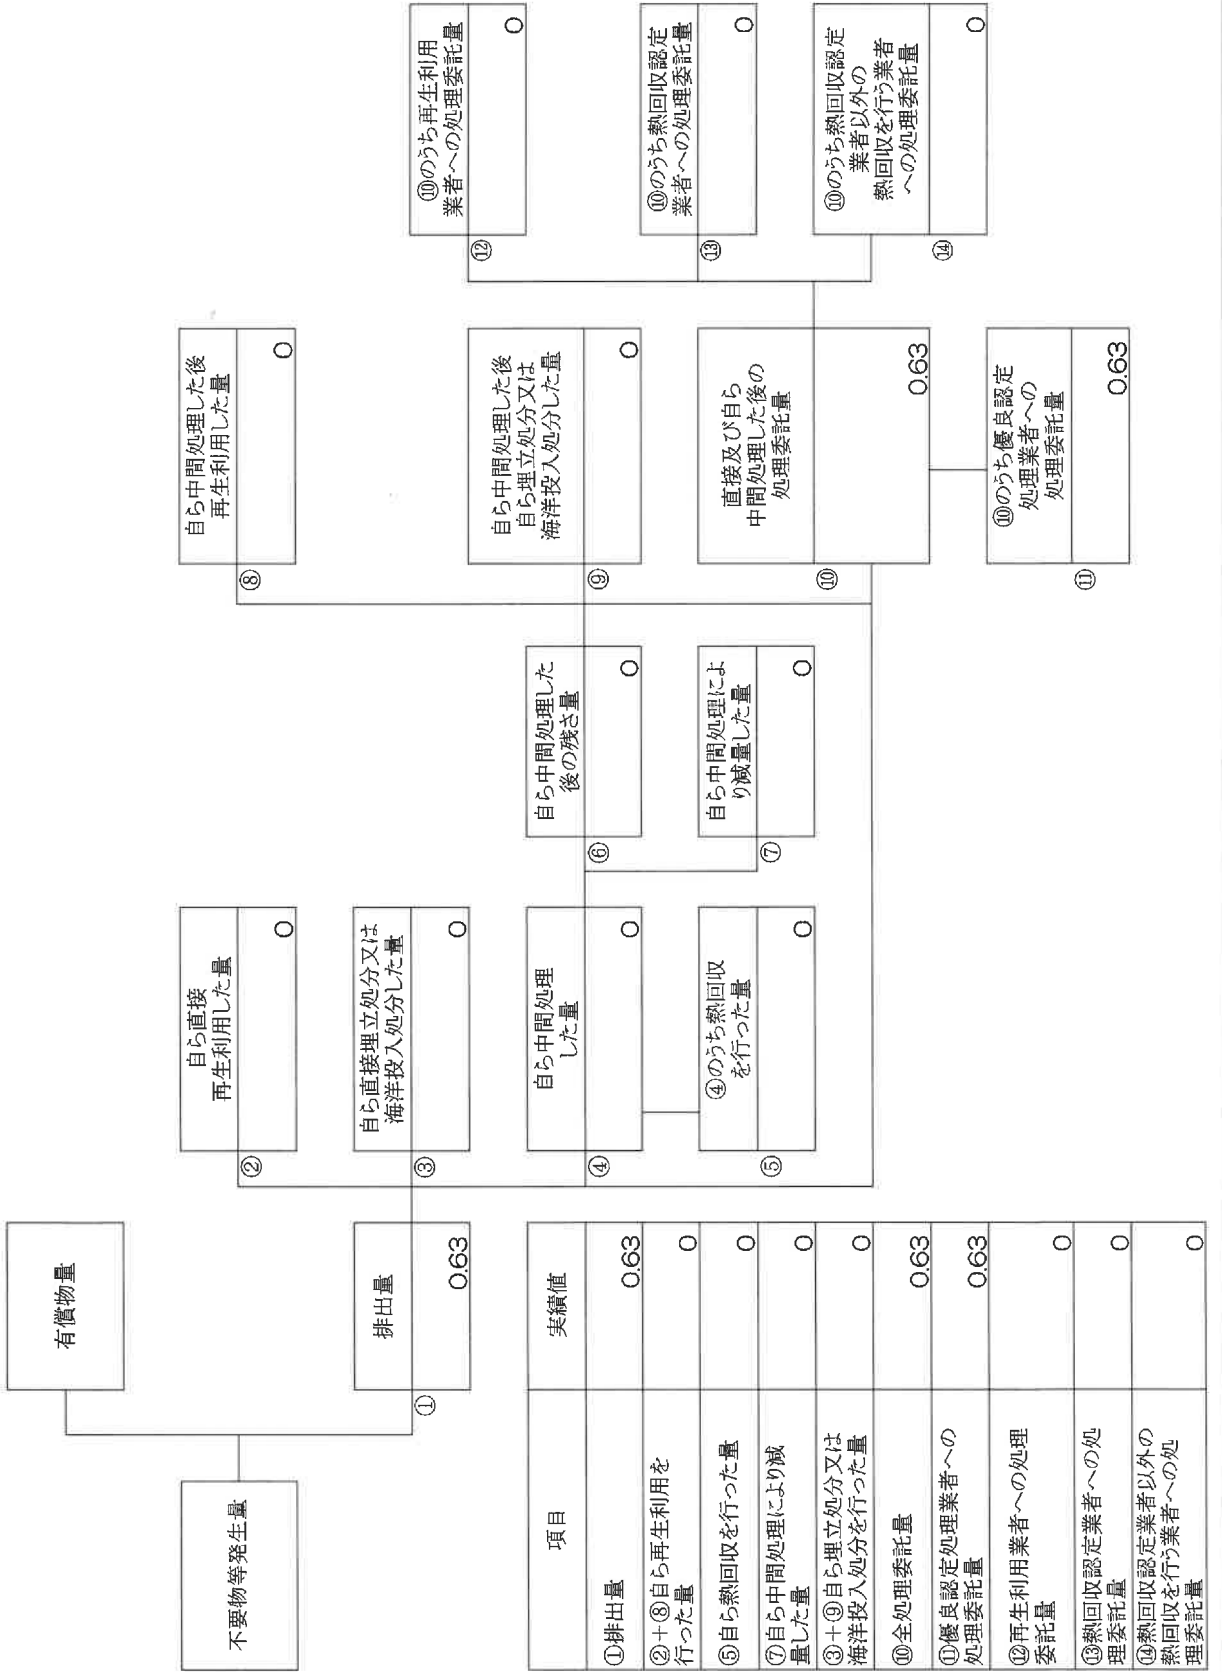 不要物等発生量
有償物量
排出量
①
0.63
自ら直接
再生利用した量
②
0
自ら直接埋立処分又は
海洋投入処分した量
③
0
自ら中間処理
した量
④
0
④のうち熱回収
を行った量
⑤
0
自ら中間処理した
後の残さ量
⑥
0
自ら中間処理によ
り減量した量
⑦
0
自ら中間処理した後
再生利用した量
⑧
0
自ら中間処理した後
自ら埋立処分又は
海洋投入処分した量
⑨
0
直接及び自ら
中間処理した後の
処理委託量
⑩
0.63
⑩のうち優良認定
処理業者への
処理委託量
⑪
0.63
⑩のうち再生利用
業者への処理委託量
⑫
0
⑩のうち熱回収認定
業者への処理委託量
⑬
0
⑩のうち熱回収認定
業者以外の
熱回収を行う業者
への処理委託量
⑭
0
項目 実績値
①排出量 0.63
②＋⑧自ら再生利用を
行った量 0
⑤自ら熱回収を行った量 0
⑦自ら中間処理により減
量した量 0
③＋⑨自ら埋立処分又は
海洋投入処分を行った量 0
⑩全処理委託量 0.63
⑪優良認定処理業者への
処理委託量 0.63
⑫再生利用業者への処理
委託量 0
⑬熱回収認定業者への処
理委託量 0
⑭熱回収認定業者以外の
熱回収を行う業者への処
理委託量 0